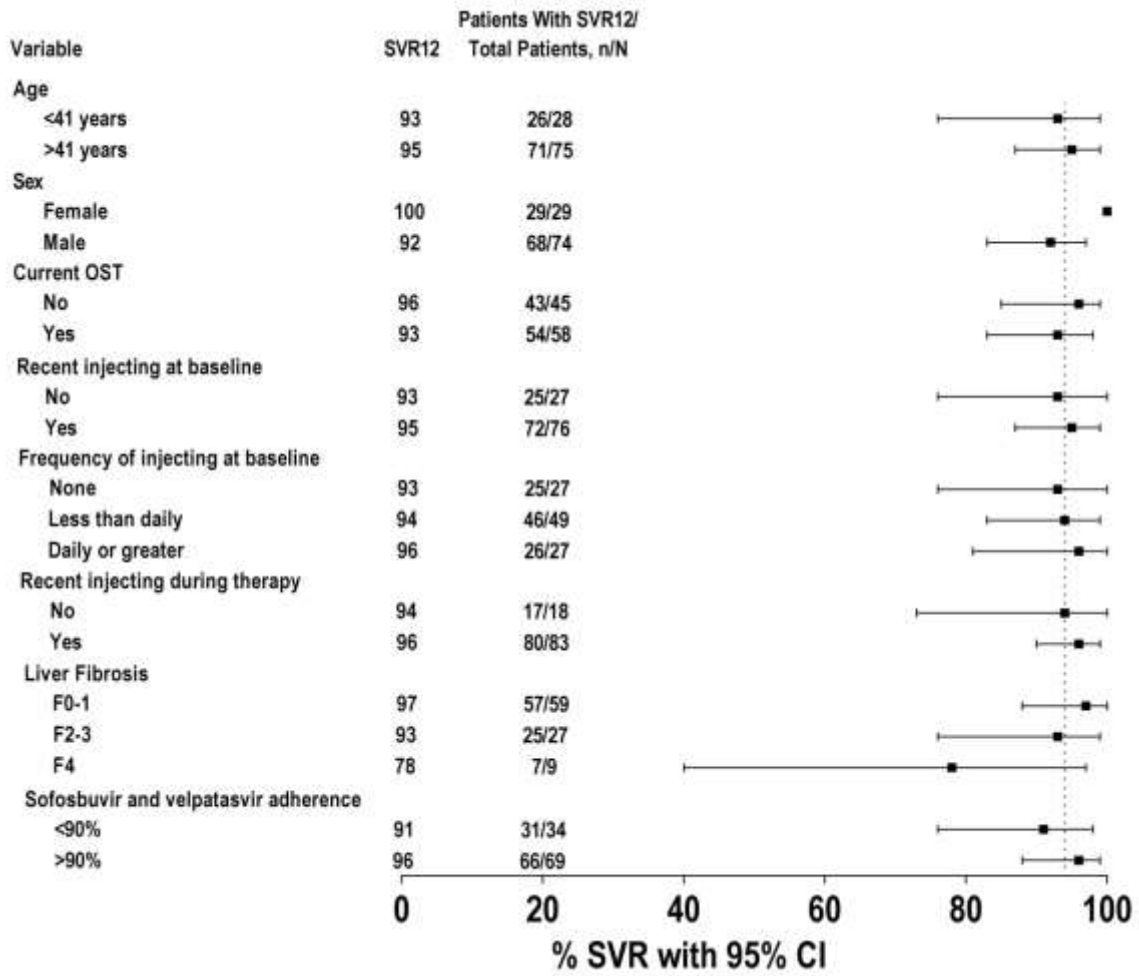 Patients With SVR12/
Variable SVR12 Total Patients, n/N
Age
<41 years 93 26/28
>41 years 95 71/75
Sex
Female 100 29/29
Male 92 68/74
Current OST
No 96 43/45
Yes 93 54/58
Recent injecting at baseline
No 93 25/27
Yes 95 72/76
Frequency of injecting at baseline
None 93 25/27
Less than daily 94 46/49
Daily or greater 96 26/27
Recent injecting during therapy
No 94 17/18
Yes 96 80/83
Liver Fibrosis
F0-1 97 57/59
F2-3 93 25/27
F4 78 7/9
Sofosbuvir and velpatasvir adherence
<90% 91 31/34
>90% 96 66/69
0 20 40 60 80 100
% SVR with 95% CI